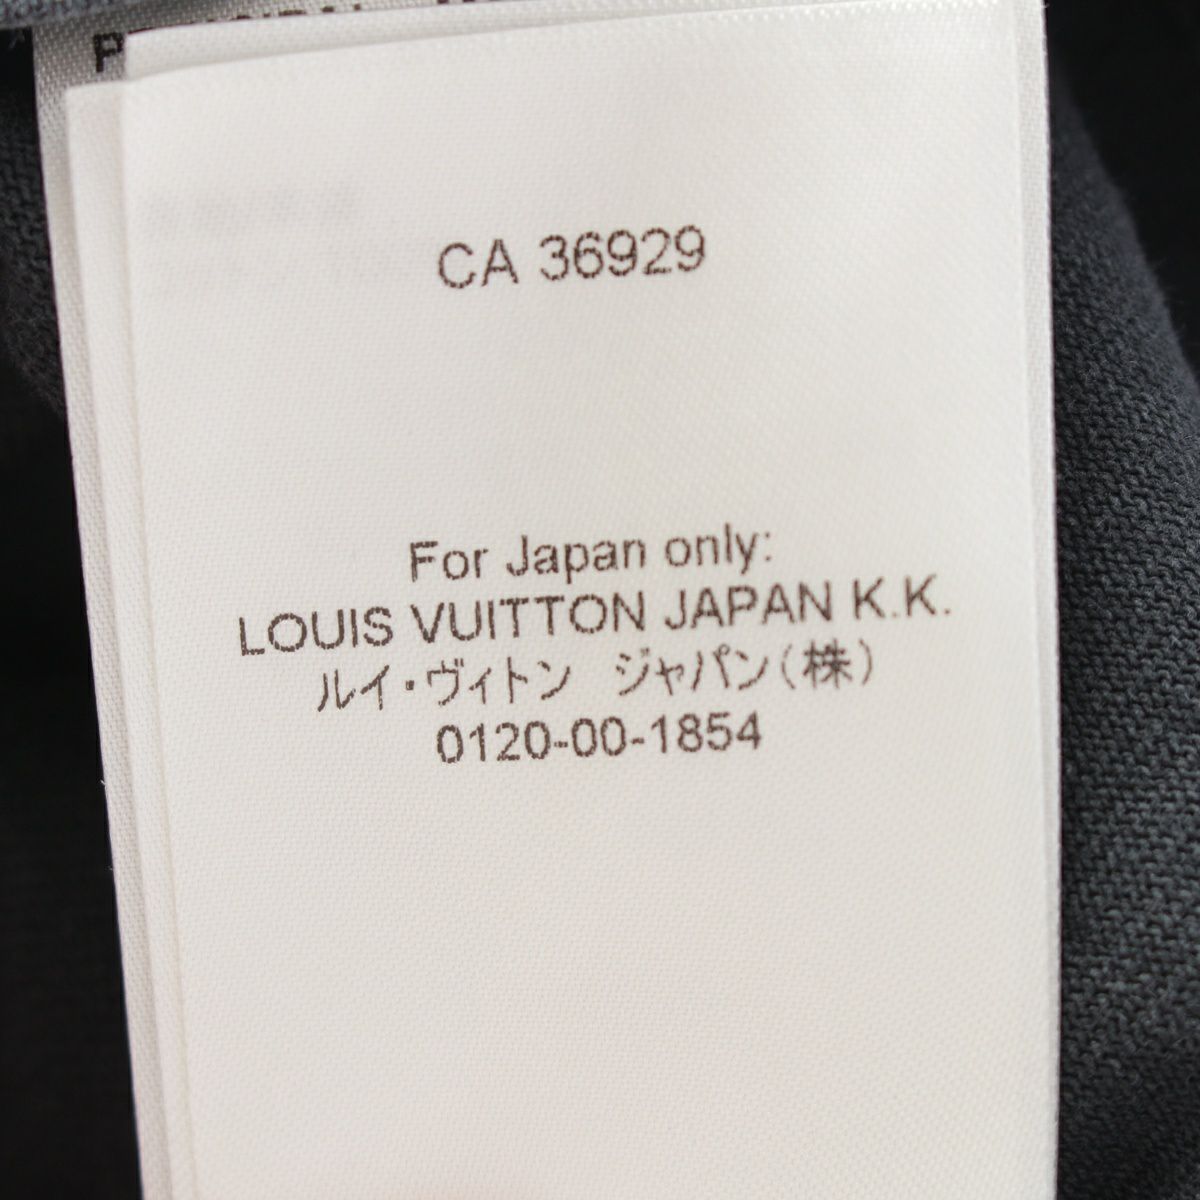 CA 36929
For Japan only:
LOUIS VUITTON JAPAN K.K.
ルイ・ヴィトン　ジャパン（株）
0120-00-1854